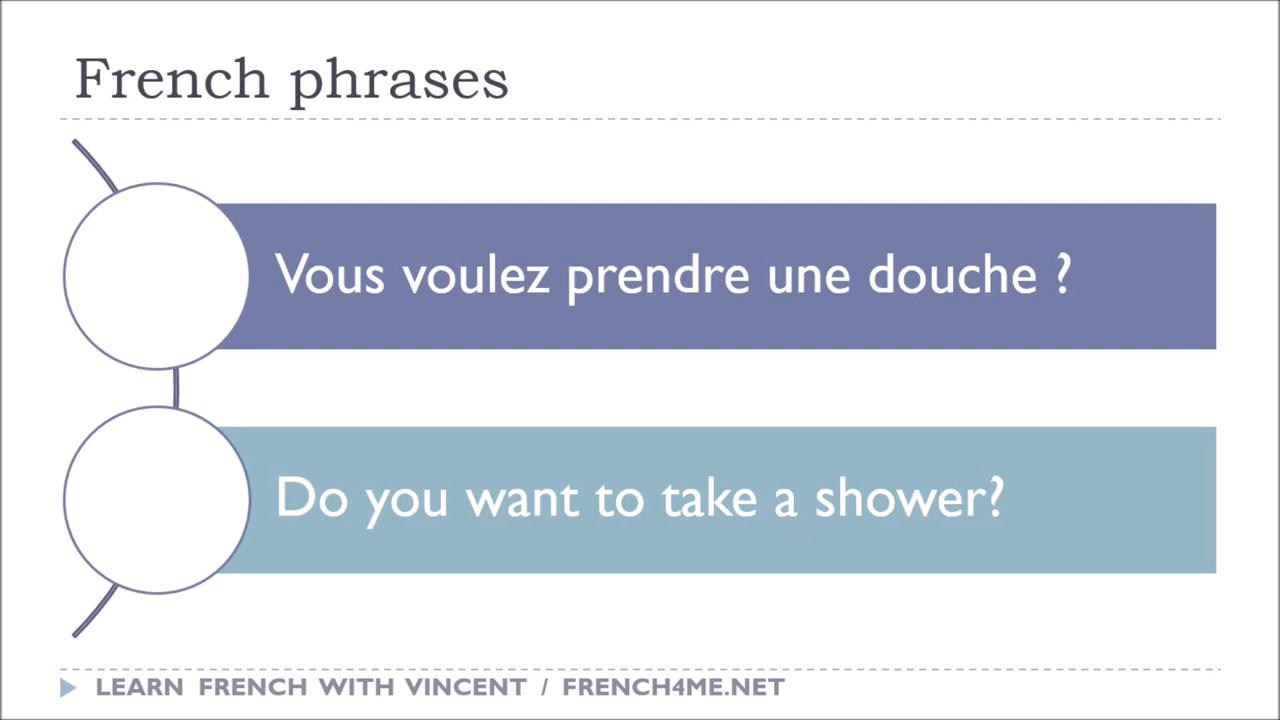 French phrases
Vous voulez prendre une douche ?
Do you want to take a shower?
LEARN FRENCH WITH VINCENT / FRENCH4ME.NET